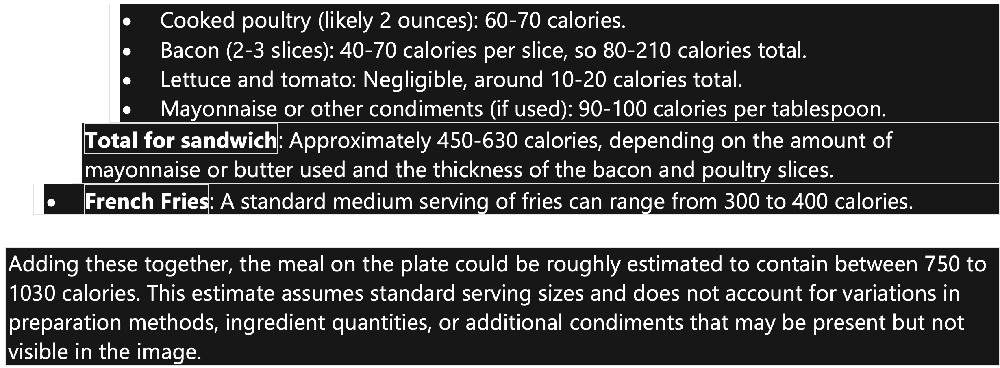 • Cooked poultry (likely 2 ounces): 60-70 calories.
• Bacon (2-3 slices): 40-70 calories per slice, so 80-210 calories total.
• Lettuce and tomato: Negligible, around 10-20 calories total.
• Mayonnaise or other condiments (if used): 90-100 calories per tablespoon.
Total for sandwich: Approximately 450-630 calories, depending on the amount of
mayonnaise or butter used and the thickness of the bacon and poultry slices.
• French Fries: A standard medium serving of fries can range from 300 to 400 calories.
Adding these together, the meal on the plate could be roughly estimated to contain between 750 to
1030 calories. This estimate assumes standard serving sizes and does not account for variations in
preparation methods, ingredient quantities, or additional condiments that may be present but not
visible in the image.